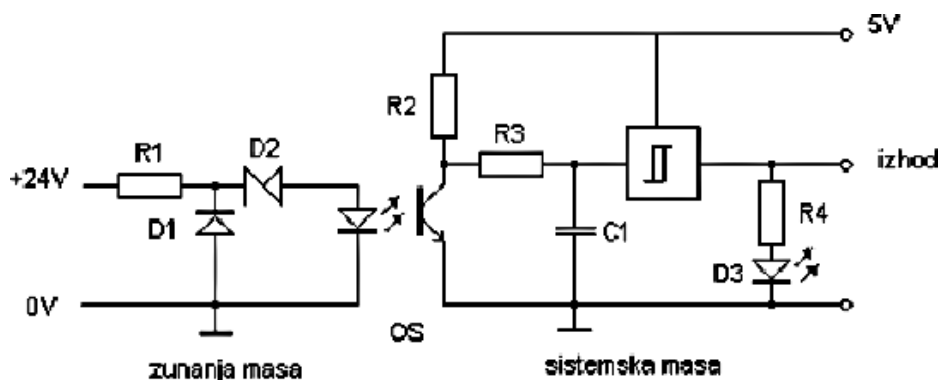 5V
R2
R3
R1
D2
izhod
+24V
R4
D1
C1
D3
0V
OS
zunanja masa
sistemska masa